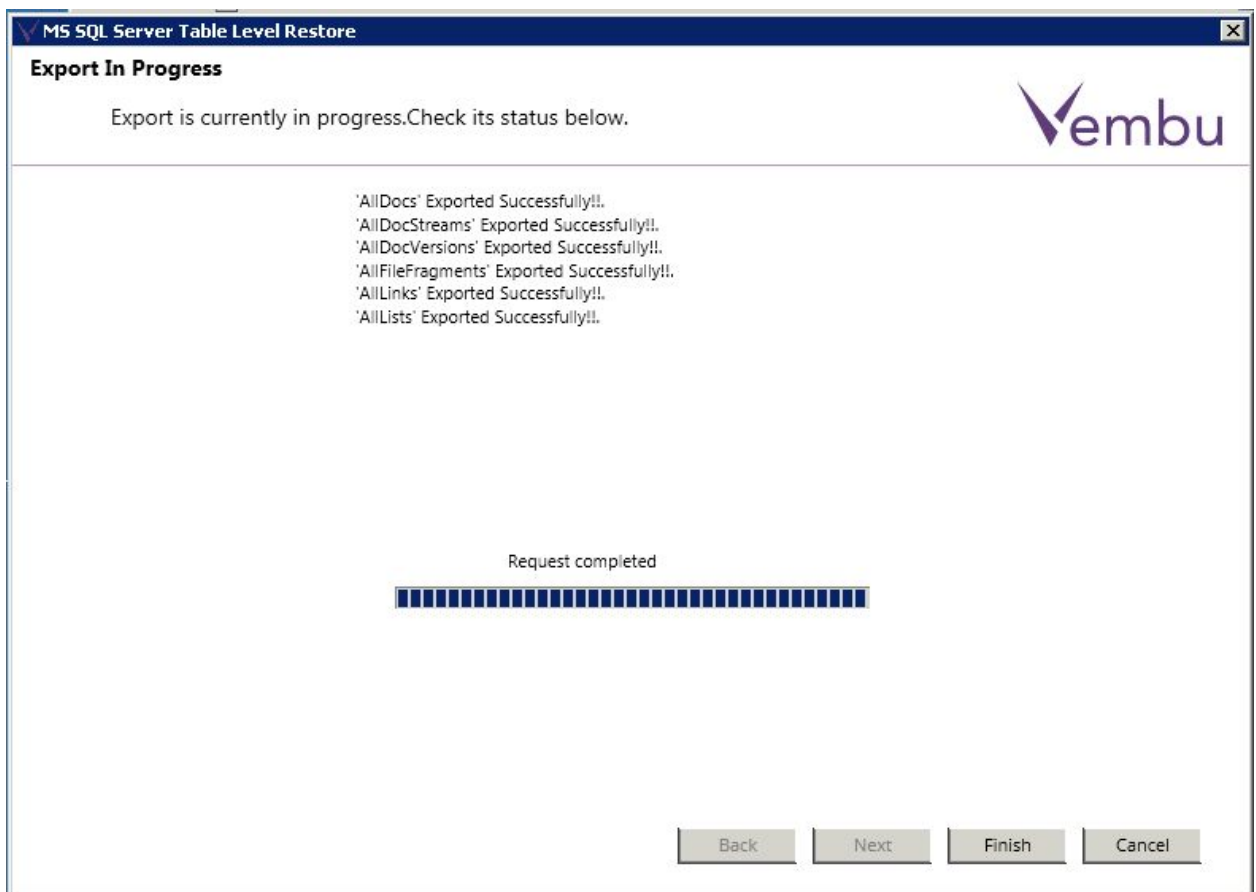 MS SQL Server Table Level Restore
Export In Progress
Export is currently in progress.Check its status below.
Vembu
'AllDocs' Exported Successfully!!.
'AllDocStreams' Exported Successfully!!.
'AllDocVersions' Exported Successfully!!.
'AllFileFragments' Exported Successfully!!.
'AllLinks' Exported Successfully!!.
'AllLists' Exported Successfully!!.
Request completed
Back Next Finish Cancel